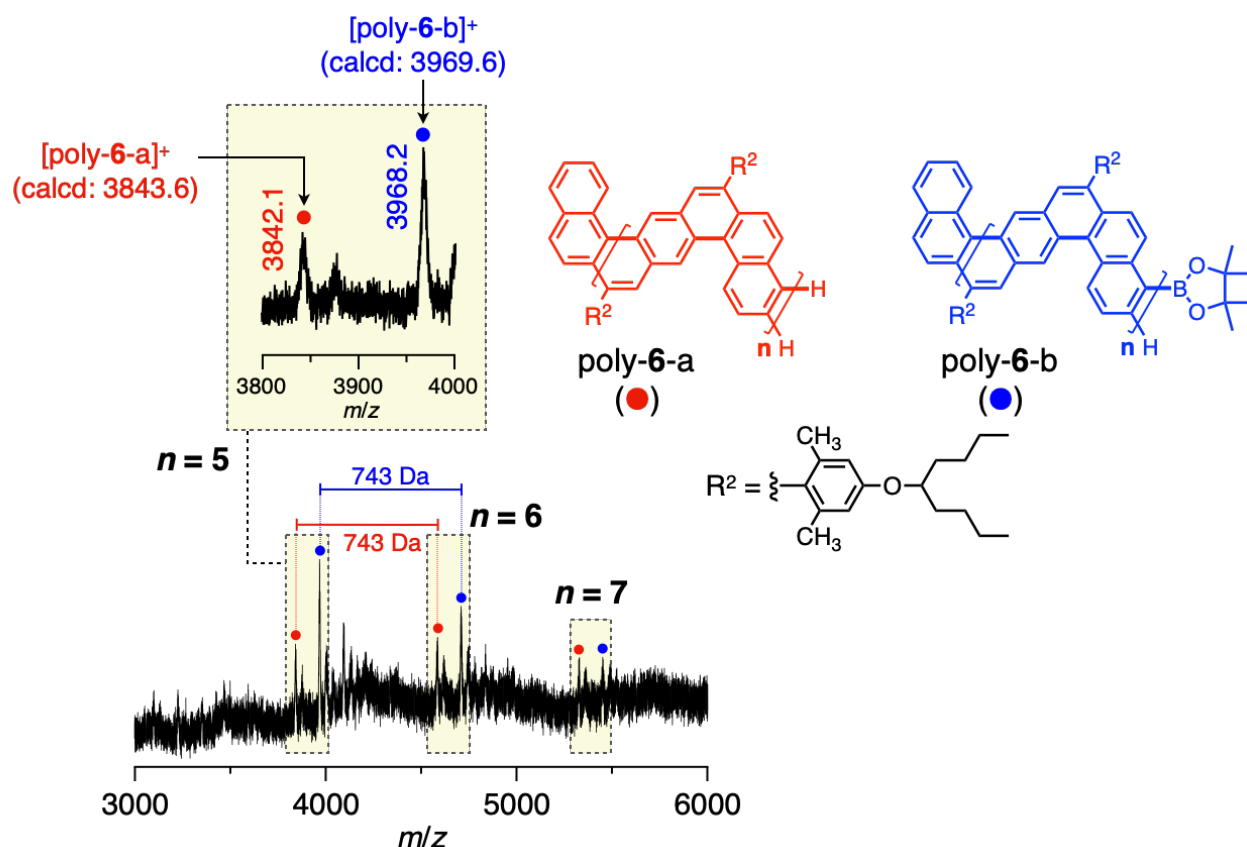 [poly-6-b]⁺
(calcd: 3969.6)
[poly-6-a]⁺
(calcd: 3843.6)
3842.1
3968.2
3800
3900
4000
m/z
R²
R²
H
n H
poly-6-a
(●)
R²
R²
B
O
O
n H
poly-6-b
(●)
R² =
CH₃
CH₃
O
n = 5
743 Da
743 Da
n = 6
n = 7
3000
4000
5000
6000
m/z